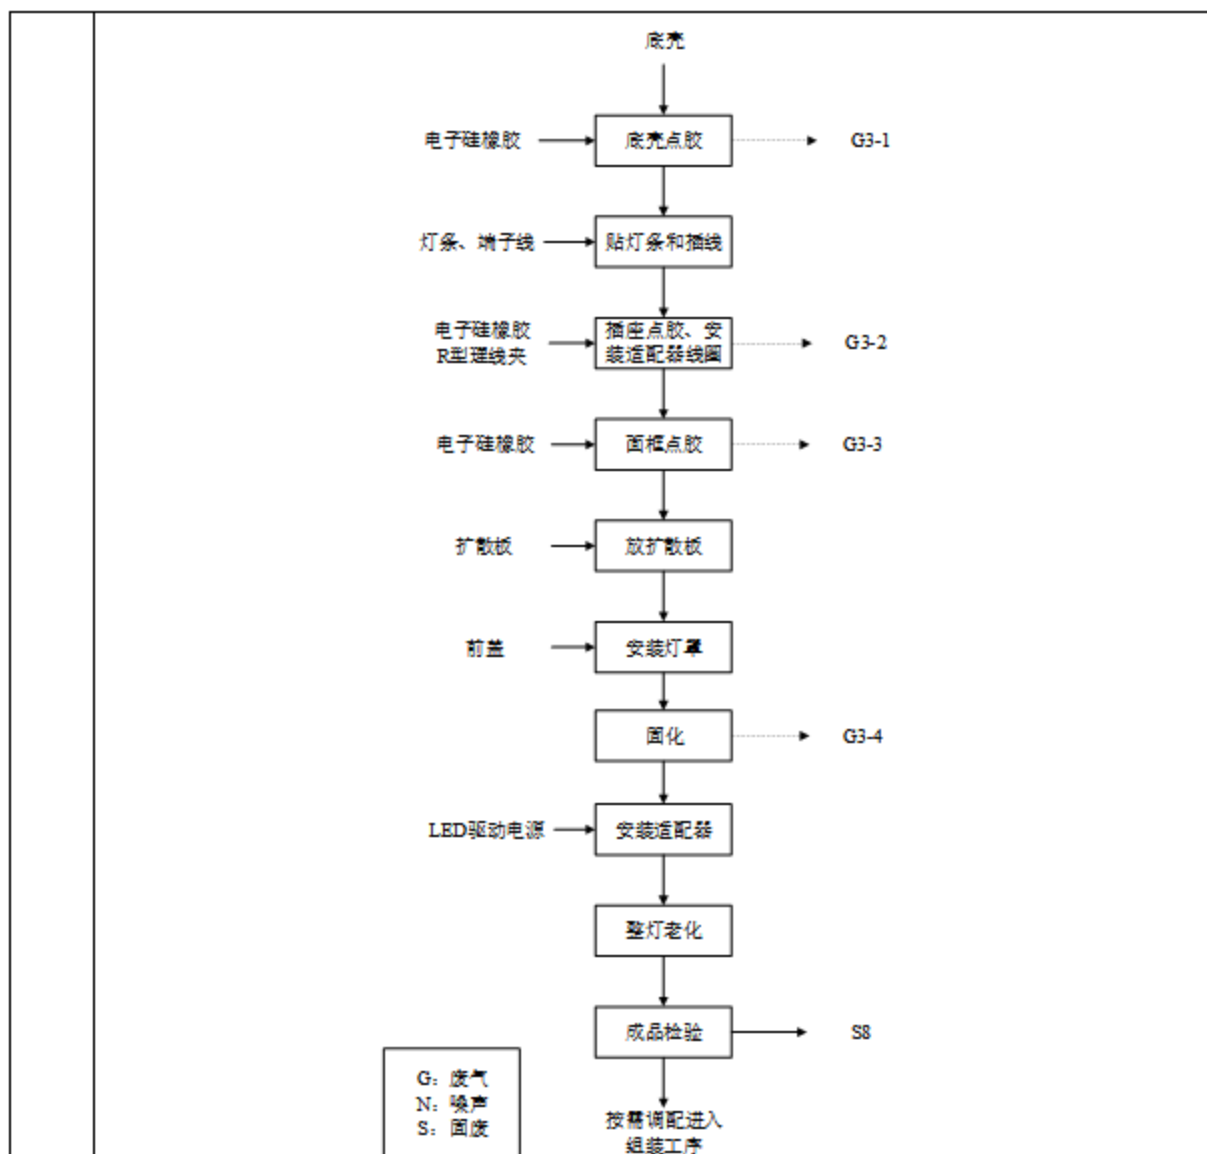 底壳
电子硅橡胶
底壳点胶
G3-1
灯条、端子线
贴灯条和插线
电子硅橡胶
R型理线夹
插座点胶、安
装适配器线圈
G3-2
电子硅橡胶
面框点胶
G3-3
扩散板
放扩散板
前盖
安装灯罩
固化
G3-4
LED驱动电源
安装适配器
整灯老化
成品检验
S8
G：废气
N：噪声
S：固废
按需调配进入
组装工序